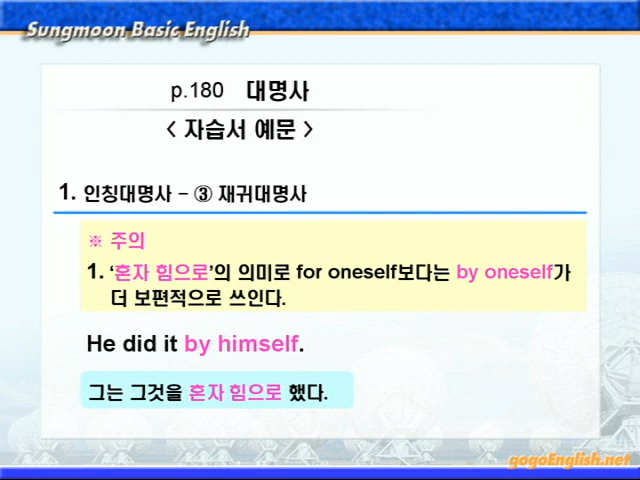 Sungmoon Basic English
p.180 대명사
< 자습서 예문 >
1. 인칭대명사 – ③ 재귀대명사
※ 주의
1. ‘혼자 힘으로’의 의미로 for oneself보다는 by oneself가
더 보편적으로 쓰인다.
He did it by himself.
그는 그것을 혼자 힘으로 했다.
gogoEnglish.net